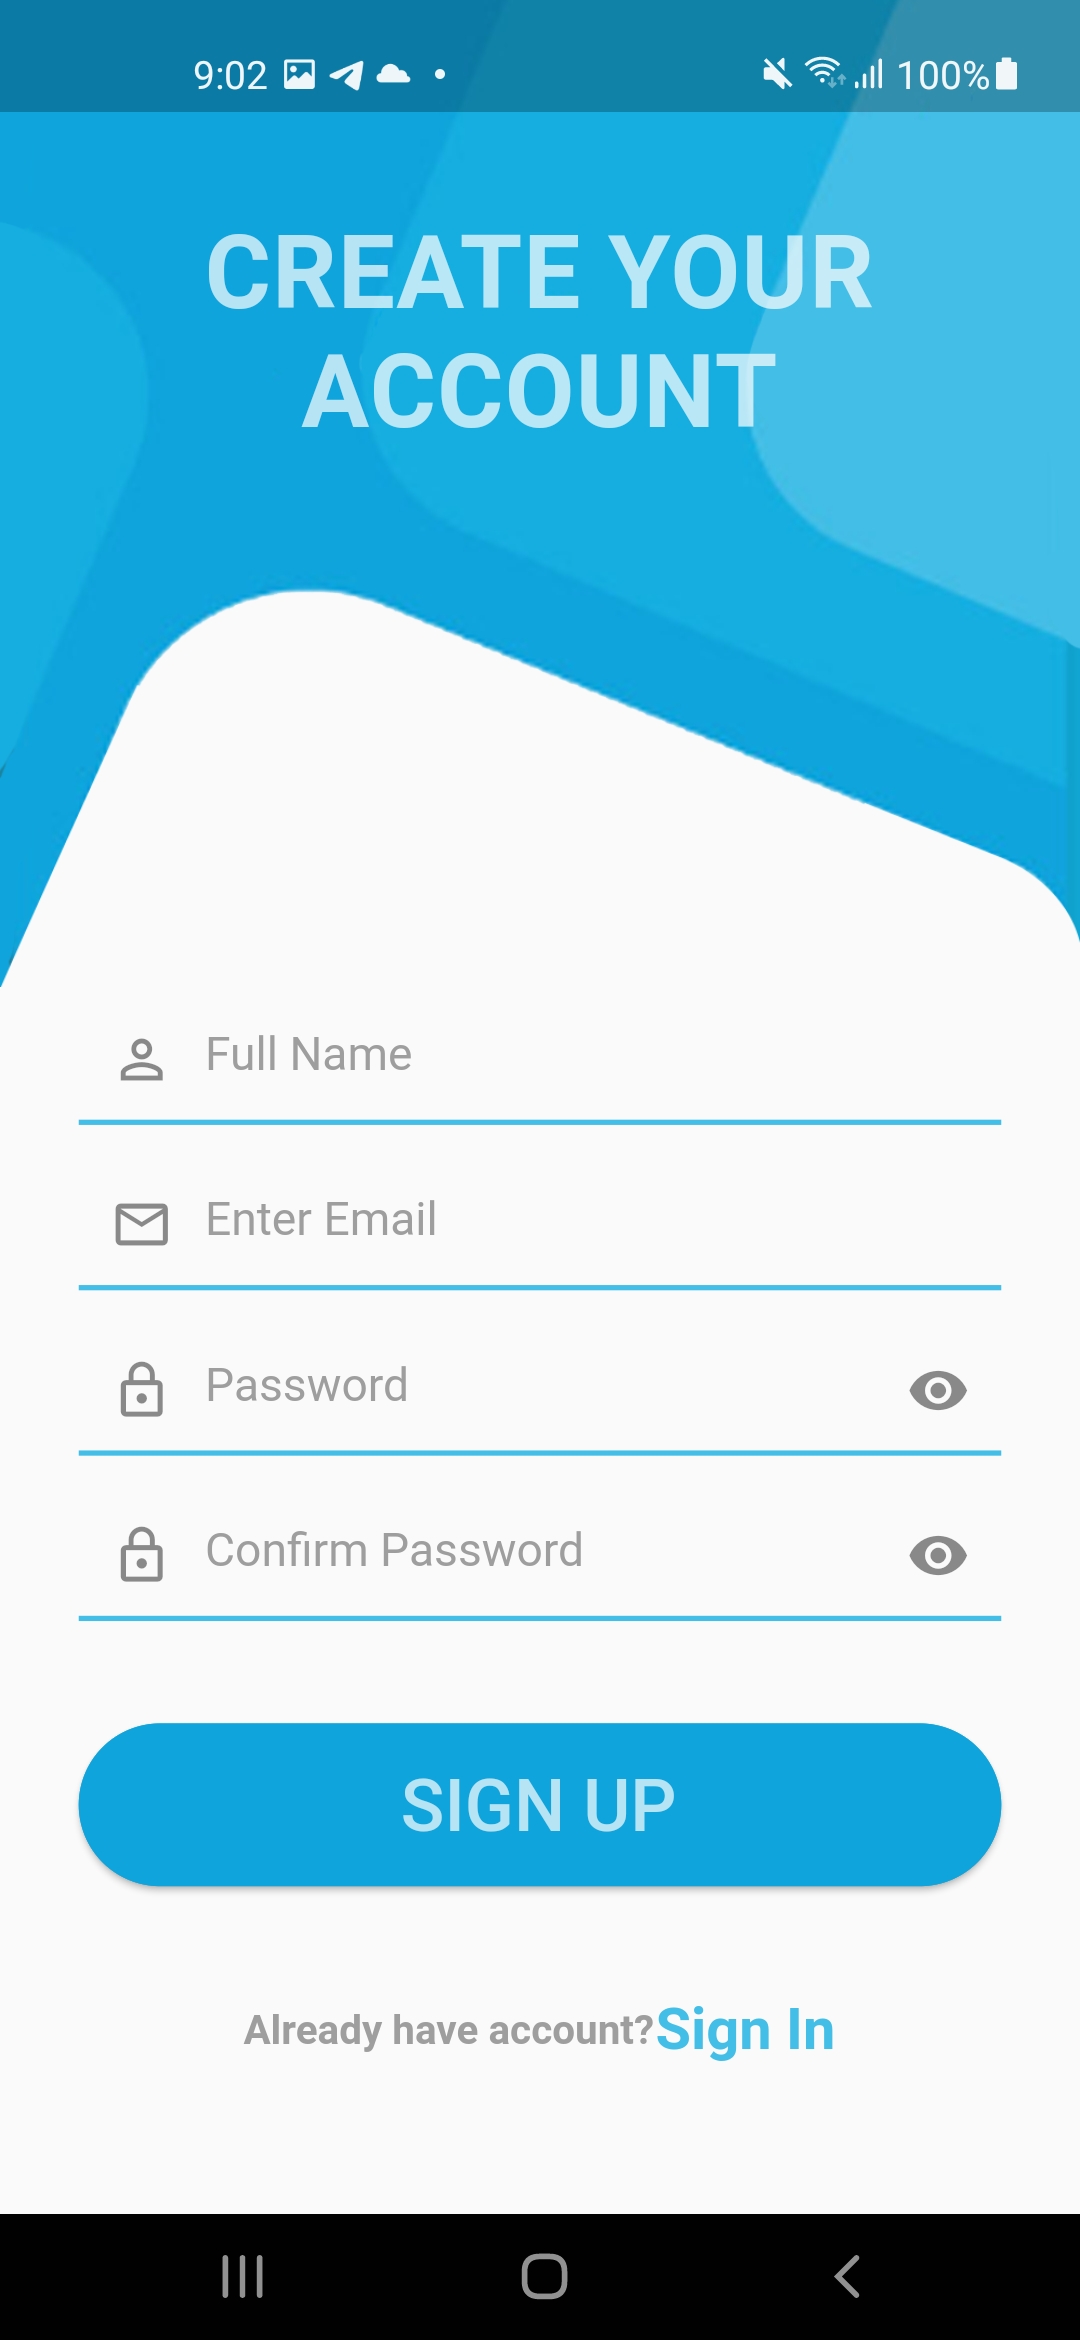 9:02 100%
CREATE YOUR
ACCOUNT
Full Name
Enter Email
Password
Confirm Password
SIGN UP
Already have account?Sign In